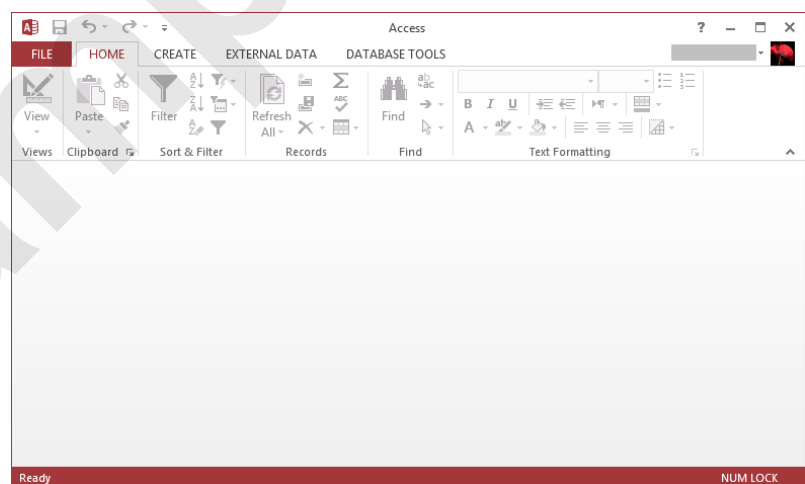 Access
FILE HOME CREATE EXTERNAL DATA DATABASE TOOLS
View Paste Filter Refresh All Find
Views Clipboard Sort & Filter Records Find Text Formatting
Ready NUM LOCK